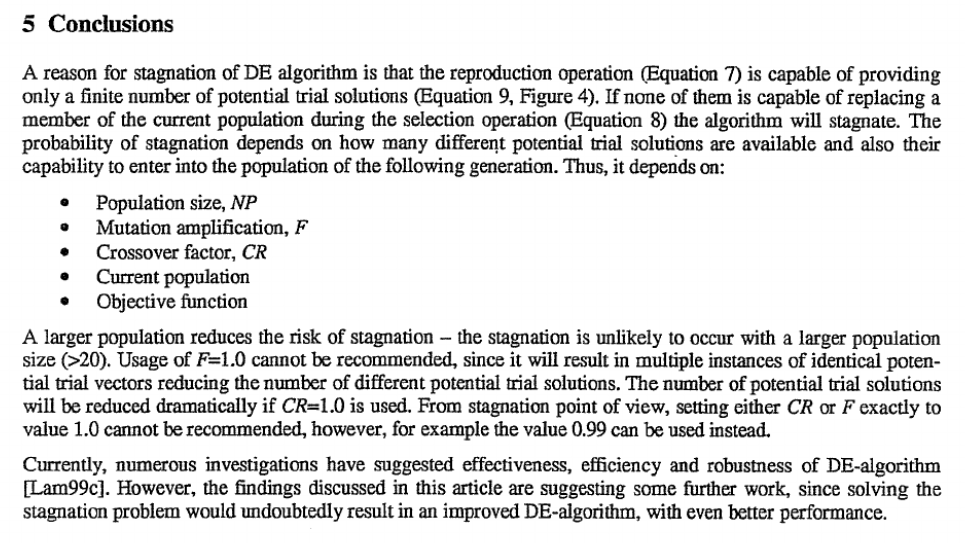 5 Conclusions
A reason for stagnation of DE algorithm is that the reproduction operation (Equation 7) is capable of providing
only a finite number of potential trial solutions (Equation 9, Figure 4). If none of them is capable of replacing a
member of the current population during the selection operation (Equation 8) the algorithm will stagnate. The
probability of stagnation depends on how many different potential trial solutions are available and also their
capability to enter into the population of the following generation. Thus, it depends on:
• Population size, NP
• Mutation amplification, F
• Crossover factor, CR
• Current population
• Objective function
A larger population reduces the risk of stagnation – the stagnation is unlikely to occur with a larger population
size (>20). Usage of F=1.0 cannot be recommended, since it will result in multiple instances of identical poten-
tial trial vectors reducing the number of different potential trial solutions. The number of potential trial solutions
will be reduced dramatically if CR=1.0 is used. From stagnation point of view, setting either CR or F exactly to
value 1.0 cannot be recommended, however, for example the value 0.99 can be used instead.
Currently, numerous investigations have suggested effectiveness, efficiency and robustness of DE-algorithm
[Lam99c]. However, the findings discussed in this article are suggesting some further work, since solving the
stagnation problem would undoubtedly result in an improved DE-algorithm, with even better performance.